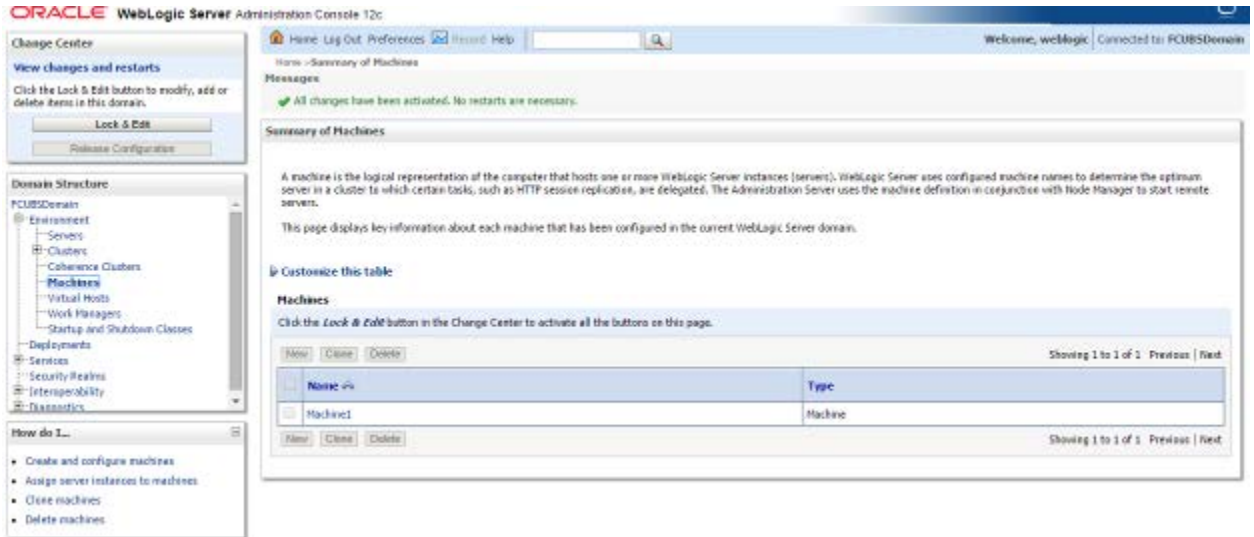 ORACLE WebLogic Server Administration Console 12c
Change Center
View changes and restarts
Click the Lock & Edit button to modify, add or
delete items in this domain.
Lock & Edit
Release Configuration
Domain Structure
FCUBSDomain
Environment
Servers
Clusters
Coherence Clusters
Machines
Virtual Hosts
Work Managers
Startup and Shutdown Classes
Deployments
Services
Security Realms
Interoperability
Diagnostics
How do I...
Create and configure machines
Assign server instances to machines
Clone machines
Delete machines
Home Log Out Preferences Record Help
Welcome, weblogic Connected to: FCUBSDomain
Home >Summary of Machines
Messages
All changes have been activated. No restarts are necessary.
Summary of Machines
A machine is the logical representation of the computer that hosts one or more WebLogic Server instances (servers). WebLogic Server uses configured machine names to determine the optimum
server in a cluster to which certain tasks, such as HTTP session replication, are delegated. The Administration Server uses the machine definition in conjunction with Node Manager to start remote
servers.
This page displays key information about each machine that has been configured in the current WebLogic Server domain.
Customize this table
Machines
Click the Lock & Edit button in the Change Center to activate all the buttons on this page.
New Clone Delete Showing 1 to 1 of 1 Previous | Next
Name Type
Machine1 Machine
New Clone Delete Showing 1 to 1 of 1 Previous | Next